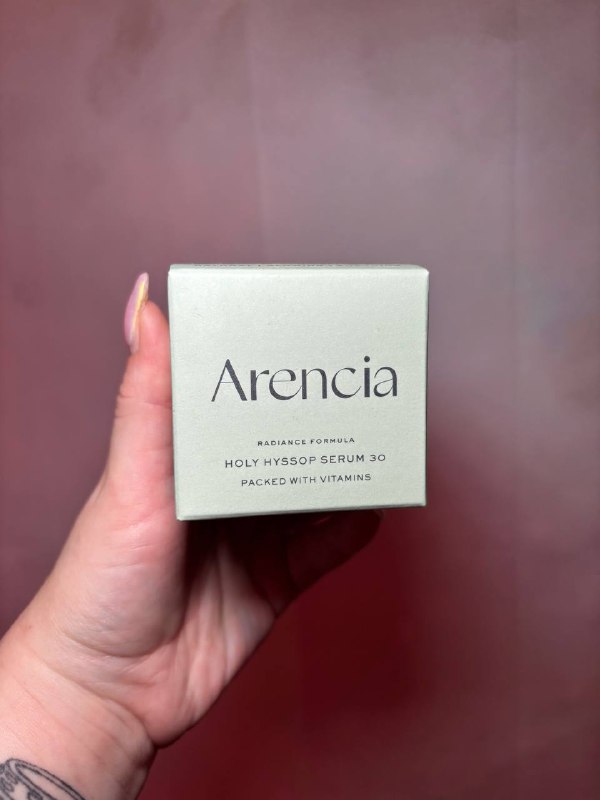 Arencia
RADIANCE FORMULA
HOLY HYSSOP SERUM 30
PACKED WITH VITAMINS